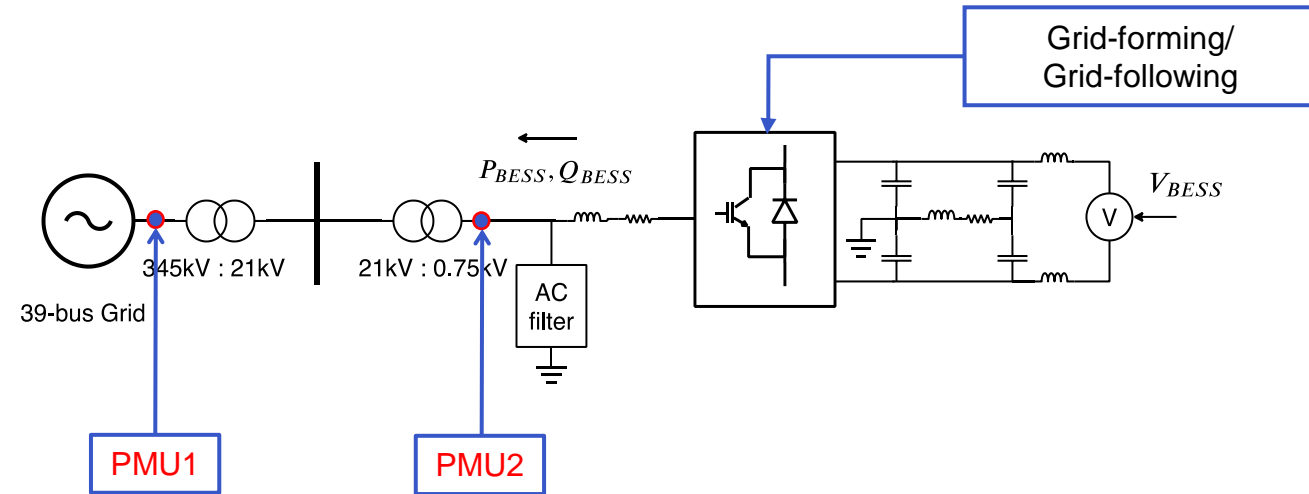 Grid-forming/
Grid-following
P_BESS, Q_BESS
V_BESS
V
345kV : 21kV
21kV : 0.75kV
39-bus Grid
AC
filter
PMU1
PMU2